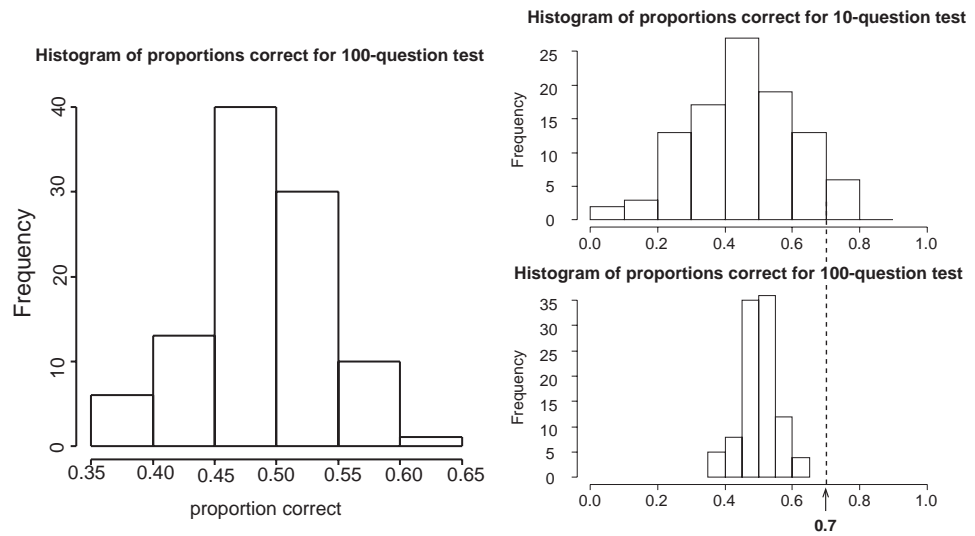 Histogram of proportions correct for 100-question test
Frequency
40
30
20
10
0
0.35 0.40 0.45 0.50 0.55 0.60 0.65
proportion correct
Histogram of proportions correct for 10-question test
Frequency
25
20
15
10
5
0
0.0 0.2 0.4 0.6 0.8 1.0
Histogram of proportions correct for 100-question test
Frequency
35
30
25
20
15
10
5
0
0.0 0.2 0.4 0.6 0.8 1.0
0.7